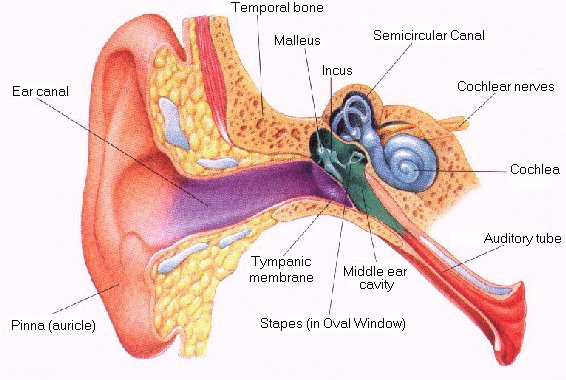 Temporal bone
Malleus
Semicircular Canal
Incus
Ear canal
Cochlear nerves
Cochlea
Auditory tube
Tympanic
membrane
Middle ear
cavity
Pinna (auricle)
Stapes (in Oval Window)